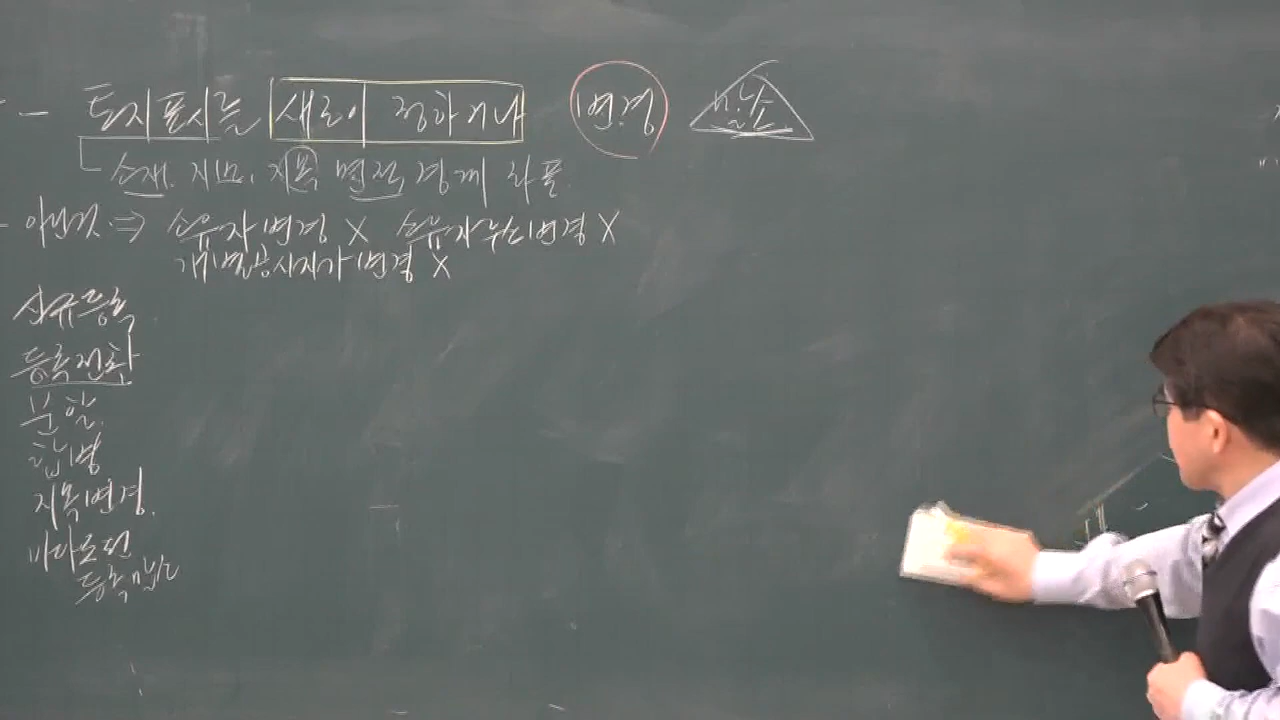 - 토지표시를 새로이 정하거나 변경 말소
소재. 지번, 지목 면적 경계 좌표
- 아닌것 ⇒ 소유자변경 X 소유자주소변경 X
개별공시지가변경 X
신규등록
등록전환
분할.
합병
지목변경.
바다로된
등록말소